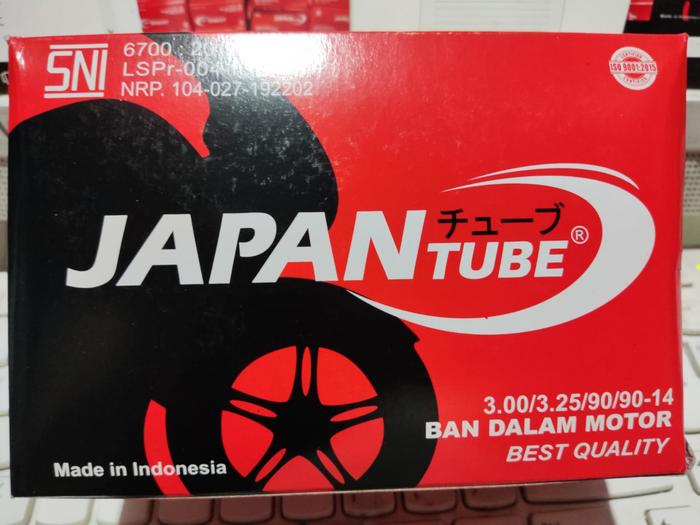 SNI
LSPr-004
NRP. 104-027-192202
ISO 9001:2015
JAPAN
チューブ
TUBE ®
3.00/3.25/90/90-14
BAN DALAM MOTOR
BEST QUALITY
Made in Indonesia